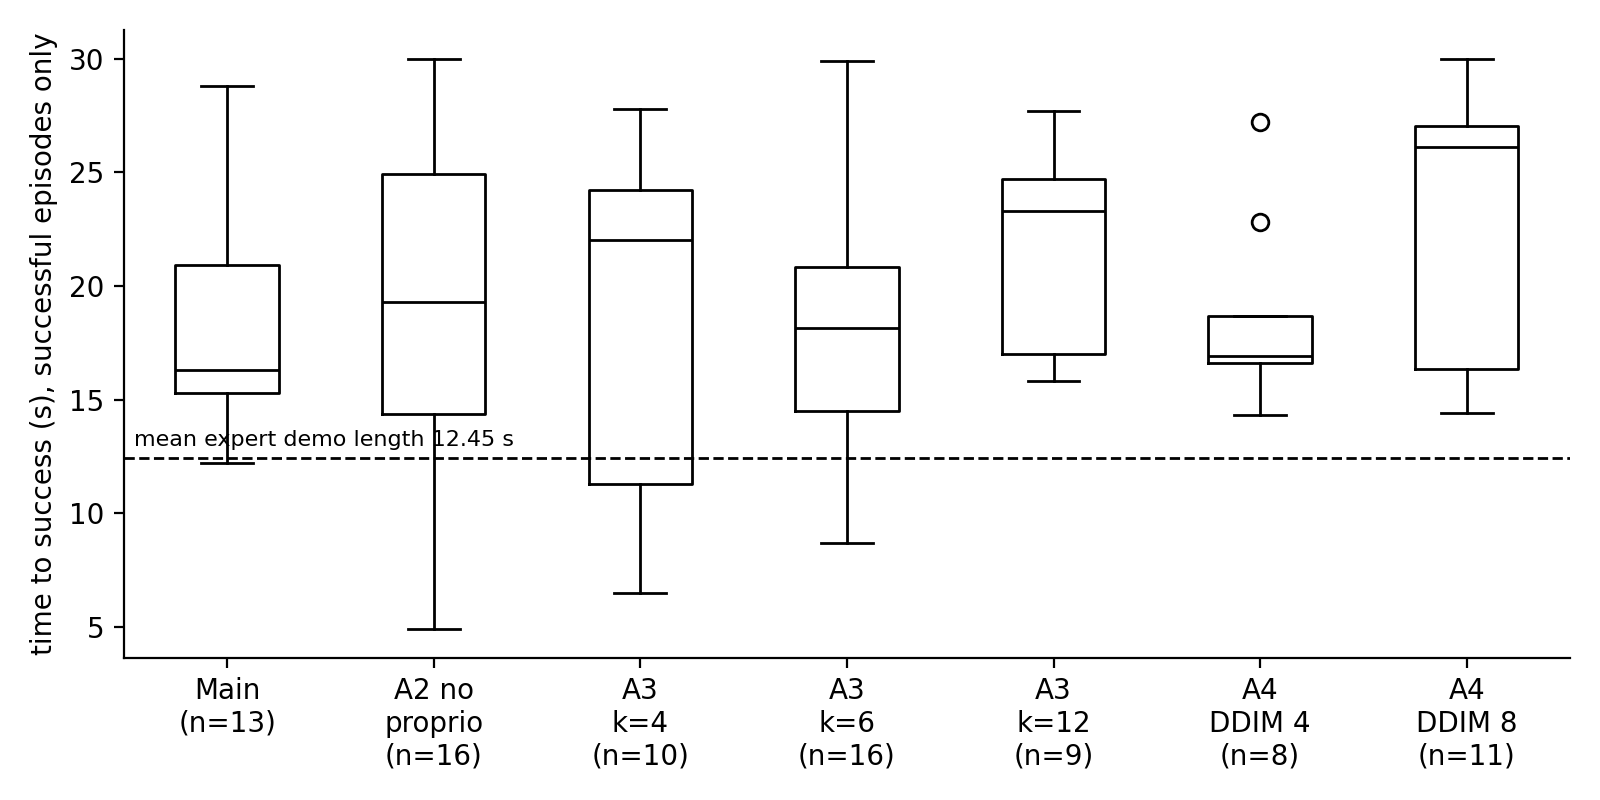 time to success (s), successful episodes only
30
25
20
15
10
5
mean expert demo length 12.45 s
Main
(n=13)
A2 no
proprio
(n=16)
A3
k=4
(n=10)
A3
k=6
(n=16)
A3
k=12
(n=9)
A4
DDIM 4
(n=8)
A4
DDIM 8
(n=11)